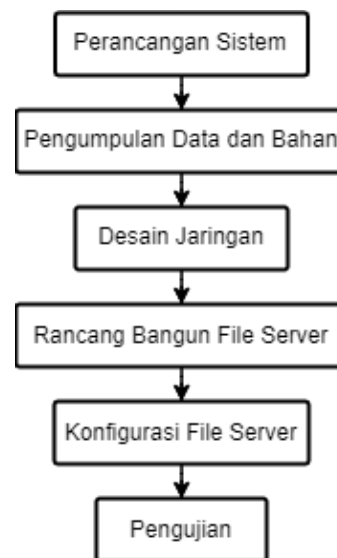 Perancangan Sistem
Pengumpulan Data dan Bahan
Desain Jaringan
Rancang Bangun File Server
Konfigurasi File Server
Pengujian